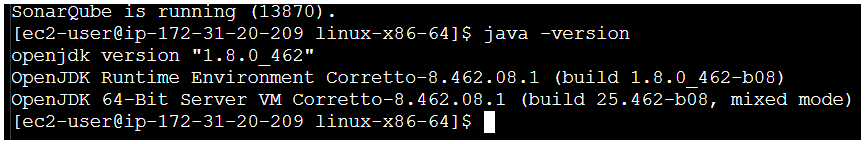 SonarQube is running (13870).
[ec2-user@ip-172-31-20-209 linux-x86-64]$ java -version
openjdk version "1.8.0_462"
OpenJDK Runtime Environment Corretto-8.462.08.1 (build 1.8.0_462-b08)
OpenJDK 64-Bit Server VM Corretto-8.462.08.1 (build 25.462-b08, mixed mode)
[ec2-user@ip-172-31-20-209 linux-x86-64]$